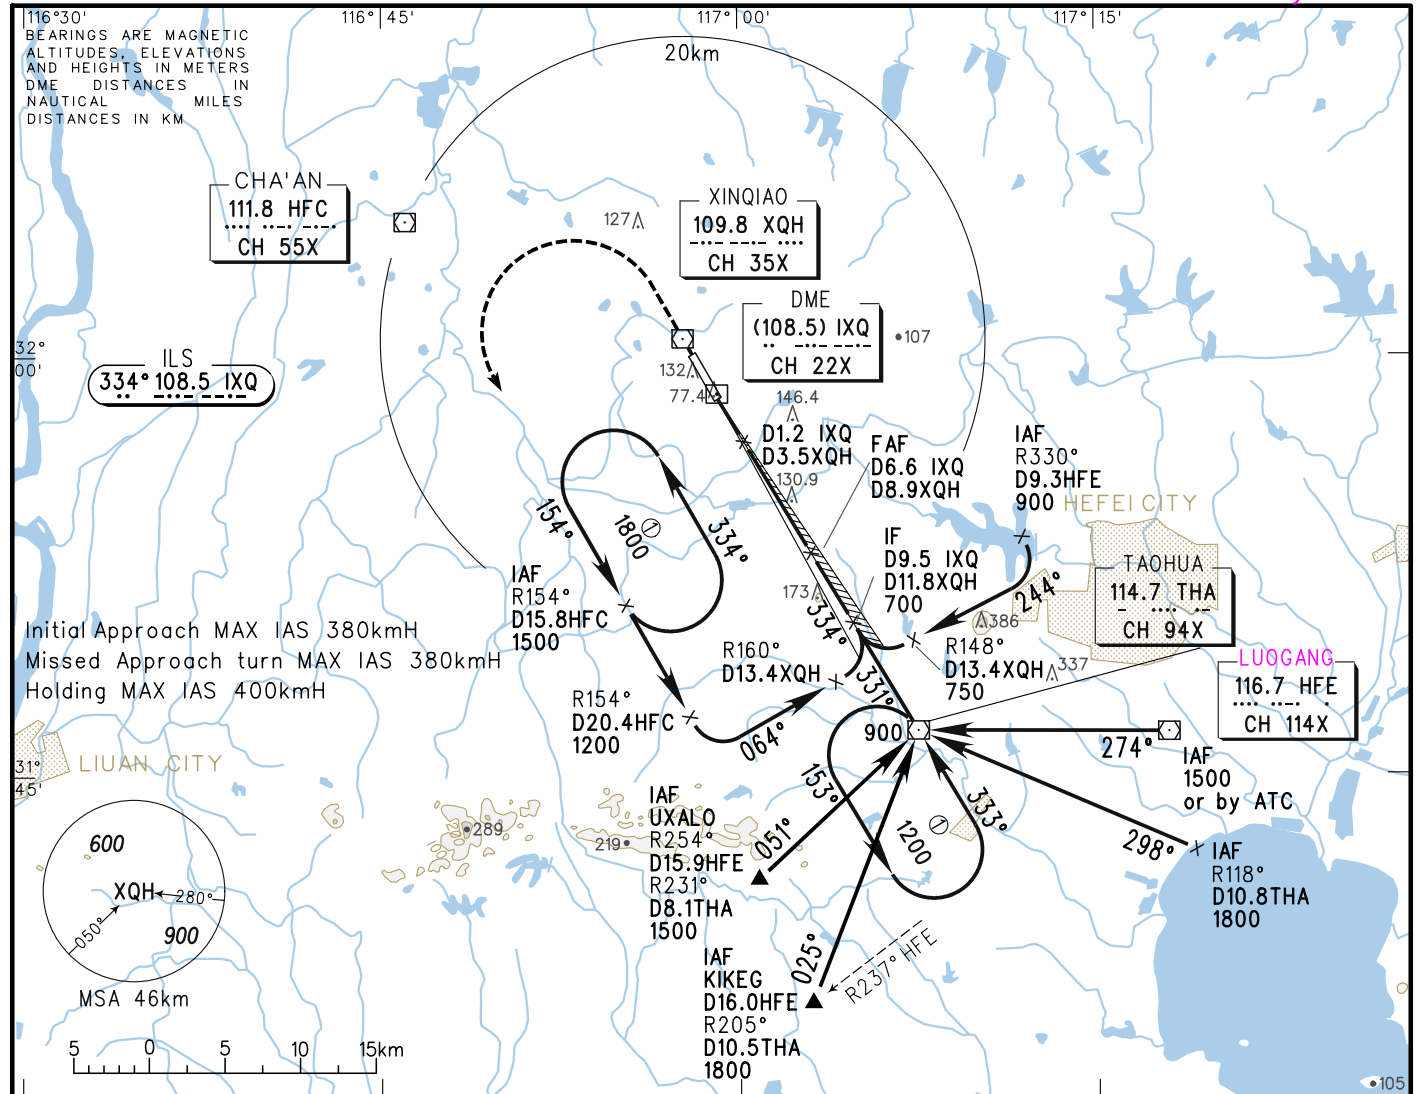 116°30'
116°45'
117°00'
117°15'
BEARINGS ARE MAGNETIC
ALTITUDES, ELEVATIONS
AND HEIGHTS IN METERS
DME DISTANCES IN
NAUTICAL MILES
DISTANCES IN KM
20km
CHA'AN
111.8 HFC
CH 55X
127
XINQIAO
109.8 XQH
CH 35X
DME
(108.5) IXQ
CH 22X
107
32°
00'
ILS
334° 108.5 IXQ
132
77.4
146.4
D1.2 IXQ
D3.5XQH
130.9
FAF
D6.6 IXQ
D8.9XQH
IAF
R330°
D9.3HFE
900
HEFEI CITY
IF
D9.5 IXQ
D11.8XQH
700
TAOHUA
114.7 THA
CH 94X
154°
1800
1
334°
IAF
R154°
D15.8HFC
1500
173
334°
244°
386
Initial Approach MAX IAS 380kmH
Missed Approach turn MAX IAS 380kmH
Holding MAX IAS 400kmH
R160°
D13.4XQH
R148°
D13.4XQH
750
337
LUOGANG
116.7 HFE
CH 114X
331°
R154°
D20.4HFC
1200
064°
900
274°
IAF
1500
or by ATC
31°
45'
LIUAN CITY
153°
1200
1
333°
298°
IAF
R118°
D10.8THA
1800
289
219
IAF
UXALO
R254°
D15.9HFE
R231°
D8.1THA
1500
051°
600
XQH
280°
050°
900
MSA 46km
025°
R237° HFE
IAF
KIKEG
D16.0HFE
R205°
D10.5THA
1800
5 0 5 10 15km
105